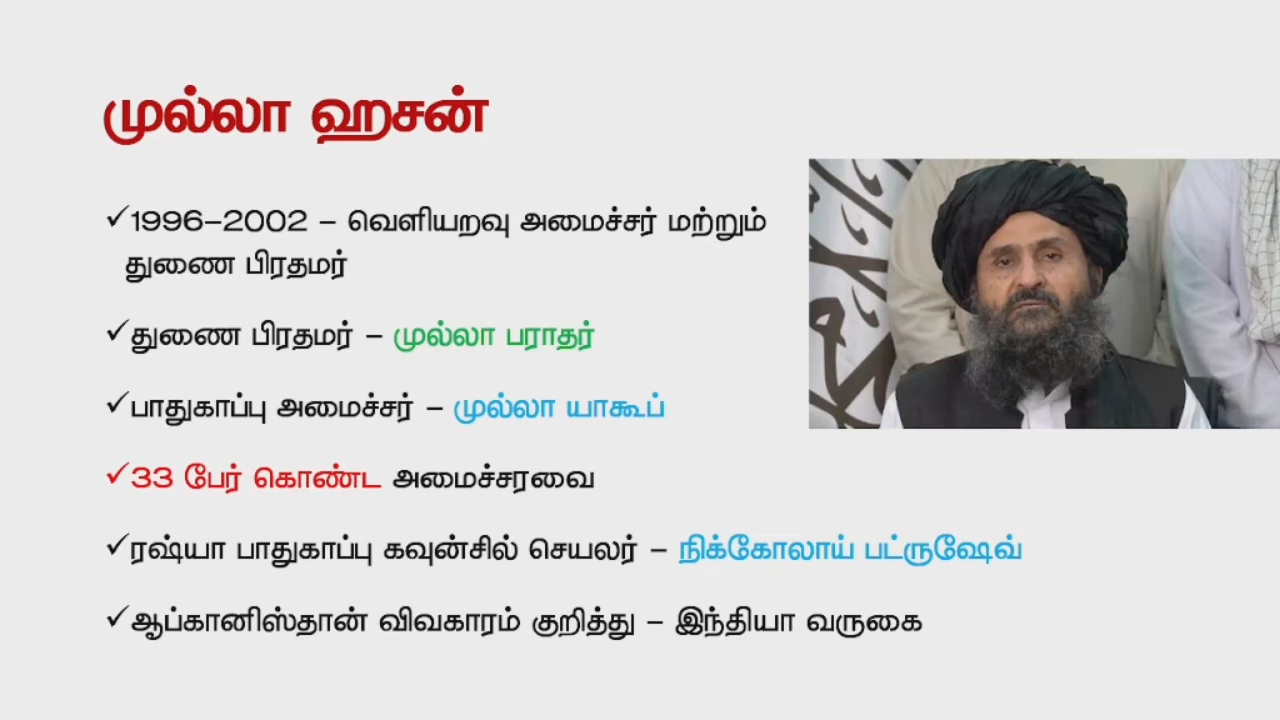 முல்லா ஹசன்
✓1996–2002 – வெளியறவு அமைச்சர் மற்றும்
துணை பிரதமர்
✓துணை பிரதமர் – முல்லா பராதர்
✓பாதுகாப்பு அமைச்சர் – முல்லா யாகூப்
✓33 பேர் கொண்ட அமைச்சரவை
✓ரஷ்யா பாதுகாப்பு கவுன்சில் செயலர் – நிக்கோலாய் பட்ருஷேவ்
✓ஆப்கானிஸ்தான் விவகாரம் குறித்து – இந்தியா வருகை